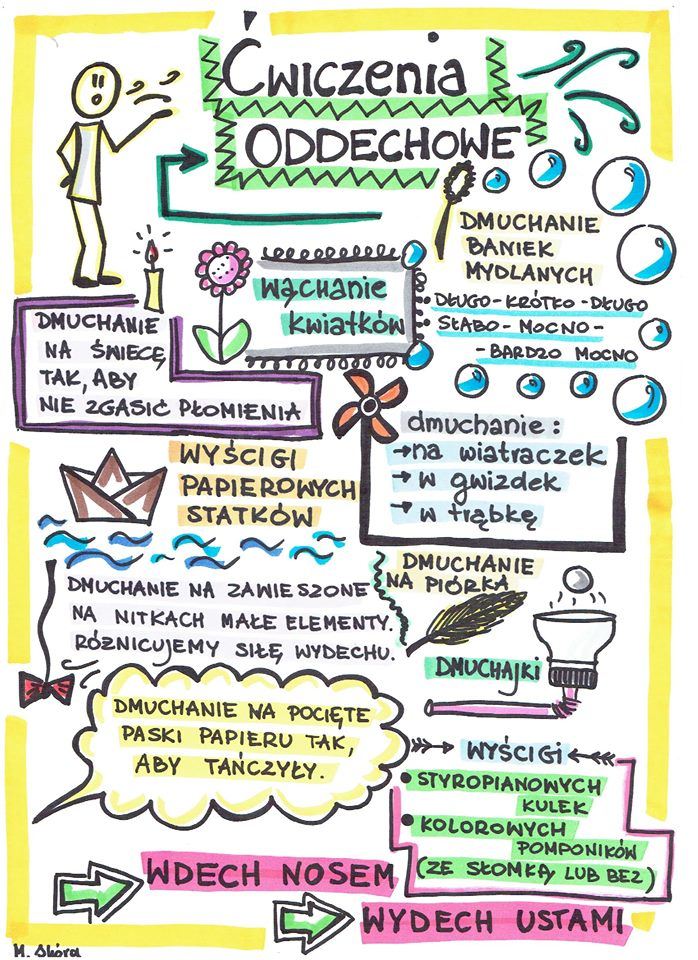 Ćwiczenia
ODDECHOWE
DMUCHANIE
BANIEK
MYDLANYCH
DŁUGO-KRÓTKO-DŁUGO
SŁABO-MOCNO-
-BARDZO MOCNO
WĄCHANIE
KWIATKÓW
DMUCHANIE
NA ŚWIECĘ,
TAK, ABY
NIE ZGASIĆ PŁOMIENIA
dmuchanie:
na wiatraczek
w gwizdek
w trąbkę
WYŚCIGI
PAPIEROWYCH
STATKÓW
DMUCHANIE
NA PIÓRKA
DMUCHANIE NA ZAWIESZONE
NA NITKACH MAŁE ELEMENTY.
RÓŻNICUJEMY SIŁĘ WYDECHU.
DMUCHAJKI
DMUCHANIE NA POCIĘTE
PASKI PAPIERU TAK,
ABY TAŃCZYŁY.
WYŚCIGI
STYROPIANOWYCH
KULEK
KOLOROWYCH
POMPONIKÓW
(ZE SŁOMKĄ LUB BEZ)
WDECH NOSEM
WYDECH USTAMI
M. Skóra